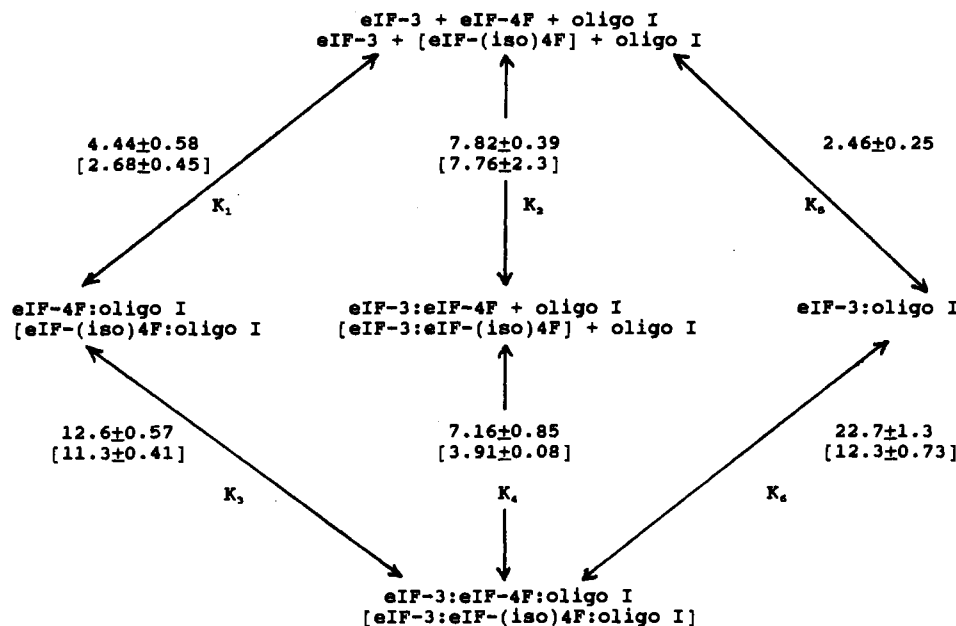 eIF-3 + eIF-4F + oligo I
eIF-3 + [eIF-(iso)4F] + oligo I
4.44±0.58
[2.68±0.45]
K₁
7.82±0.39
[7.76±2.3]
K₂
2.46±0.25
K₅
eIF-4F:oligo I
[eIF-(iso)4F:oligo I
eIF-3:eIF-4F + oligo I
[eIF-3:eIF-(iso)4F] + oligo I
eIF-3:oligo I
12.6±0.57
[11.3±0.41]
K₃
7.16±0.85
[3.91±0.08]
K₄
22.7±1.3
[12.3±0.73]
K₆
eIF-3:eIF-4F:oligo I
[eIF-3:eIF-(iso)4F:oligo I]